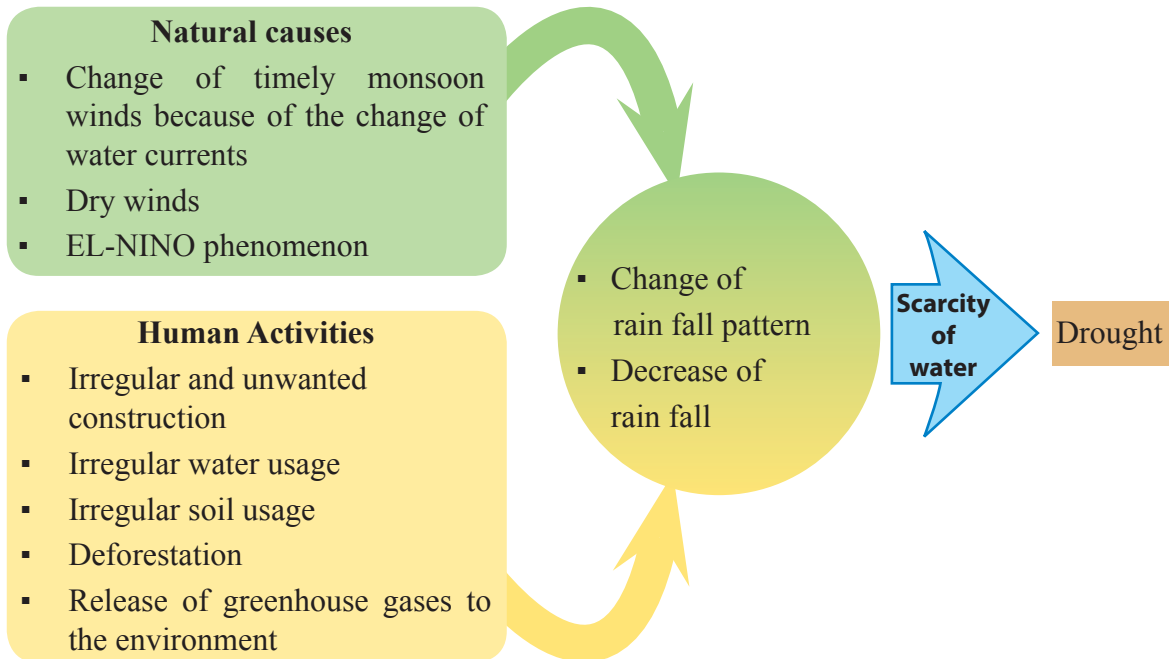 Natural causes
▪ Change of timely monsoon
winds because of the change of
water currents
▪ Dry winds
▪ EL-NINO phenomenon
Human Activities
▪ Irregular and unwanted
construction
▪ Irregular water usage
▪ Irregular soil usage
▪ Deforestation
▪ Release of greenhouse gases to
the environment
▪ Change of
rain fall pattern
▪ Decrease of
rain fall
Scarcity
of
water
Drought